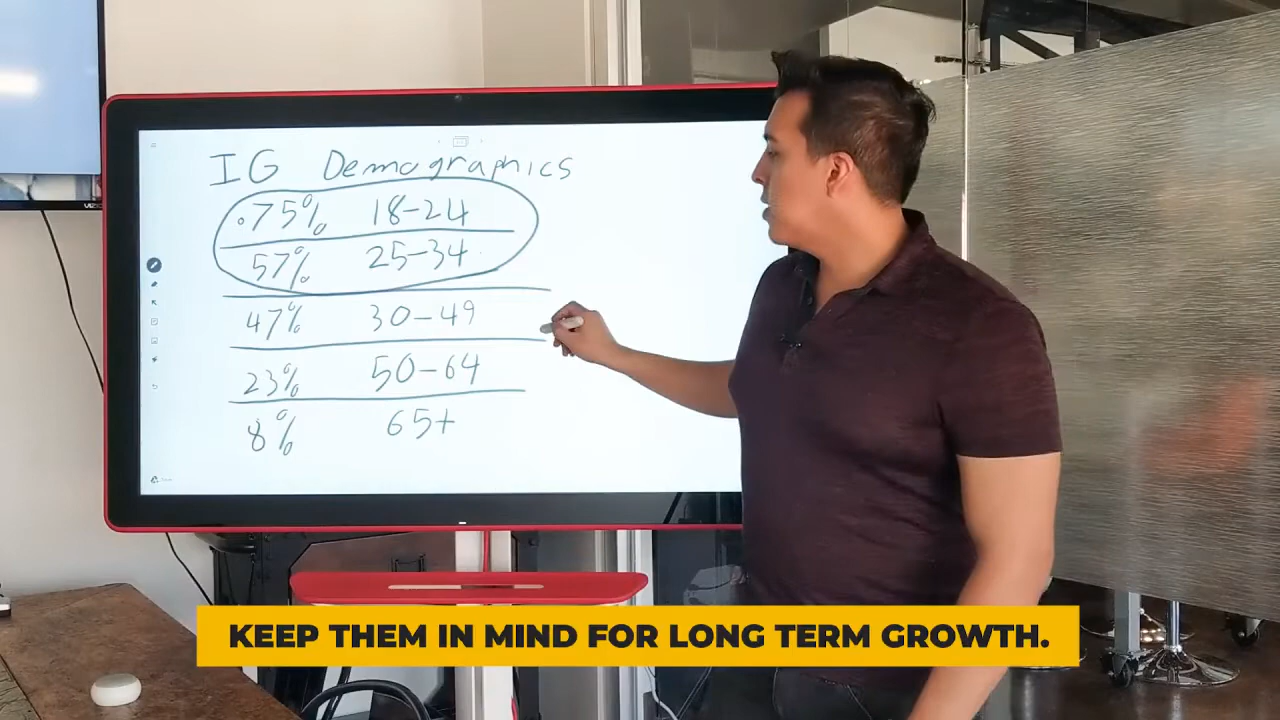 VIZIO
IG Demographics
75% 18-24
57% 25-34
47% 30-49
23% 50-64
8% 65+
KEEP THEM IN MIND FOR LONG TERM GROWTH.